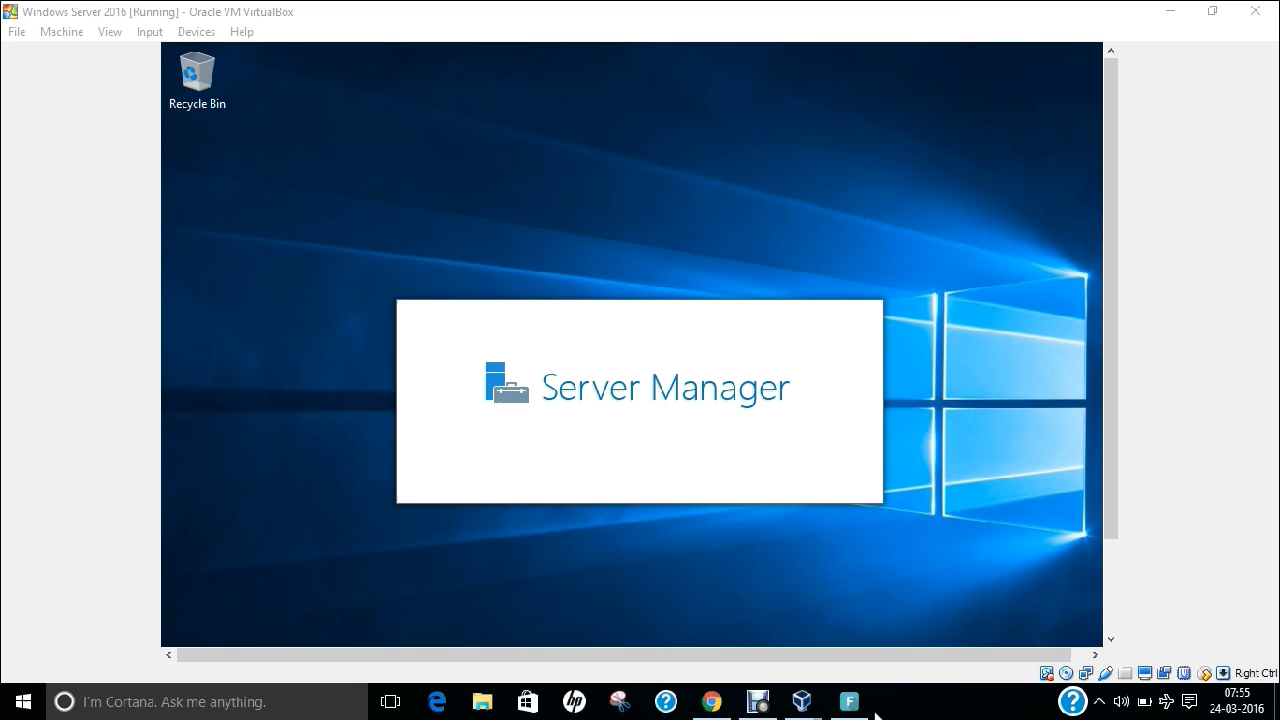 Windows Server 2016 [Running] - Oracle VM VirtualBox
File Machine View Input Devices Help
Recycle Bin
Server Manager
Right Ctrl
I'm Cortana. Ask me anything.
07:55
24-03-2016